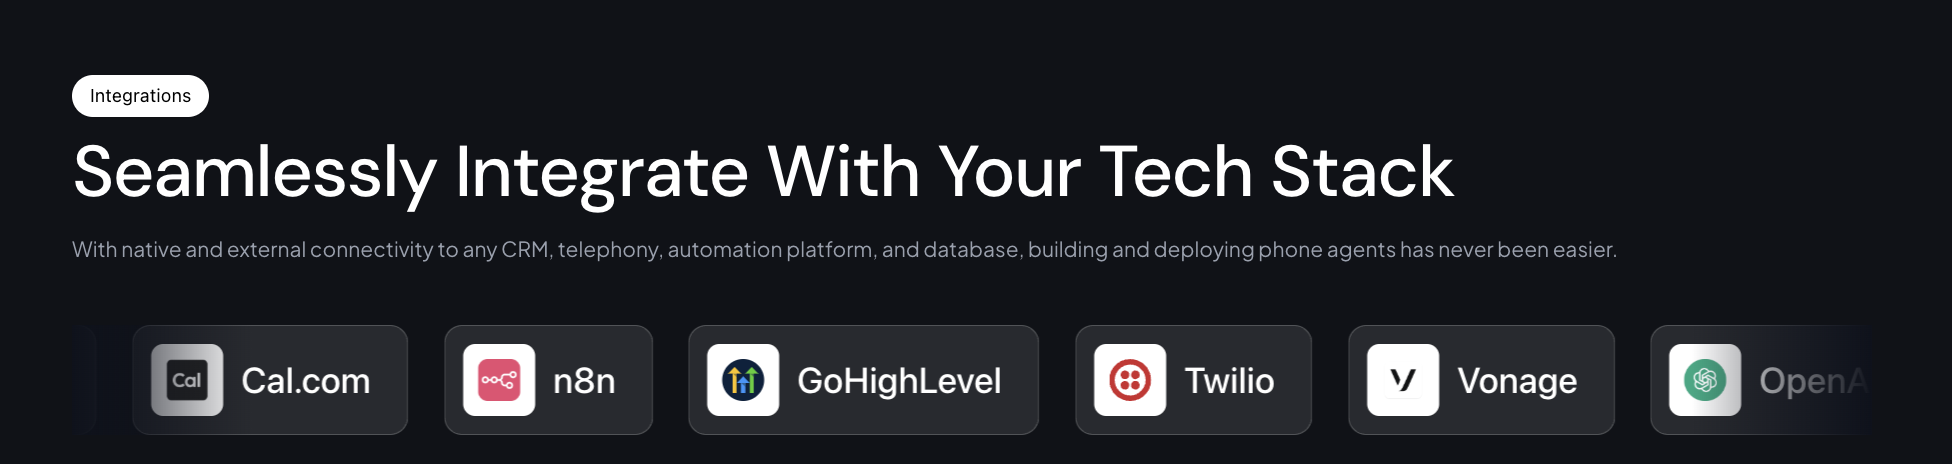 Integrations
Seamlessly Integrate With Your Tech Stack
With native and external connectivity to any CRM, telephony, automation platform, and database, building and deploying phone agents has never been easier.
Cal Cal.com n8n GoHighLevel Twilio Vonage OpenA